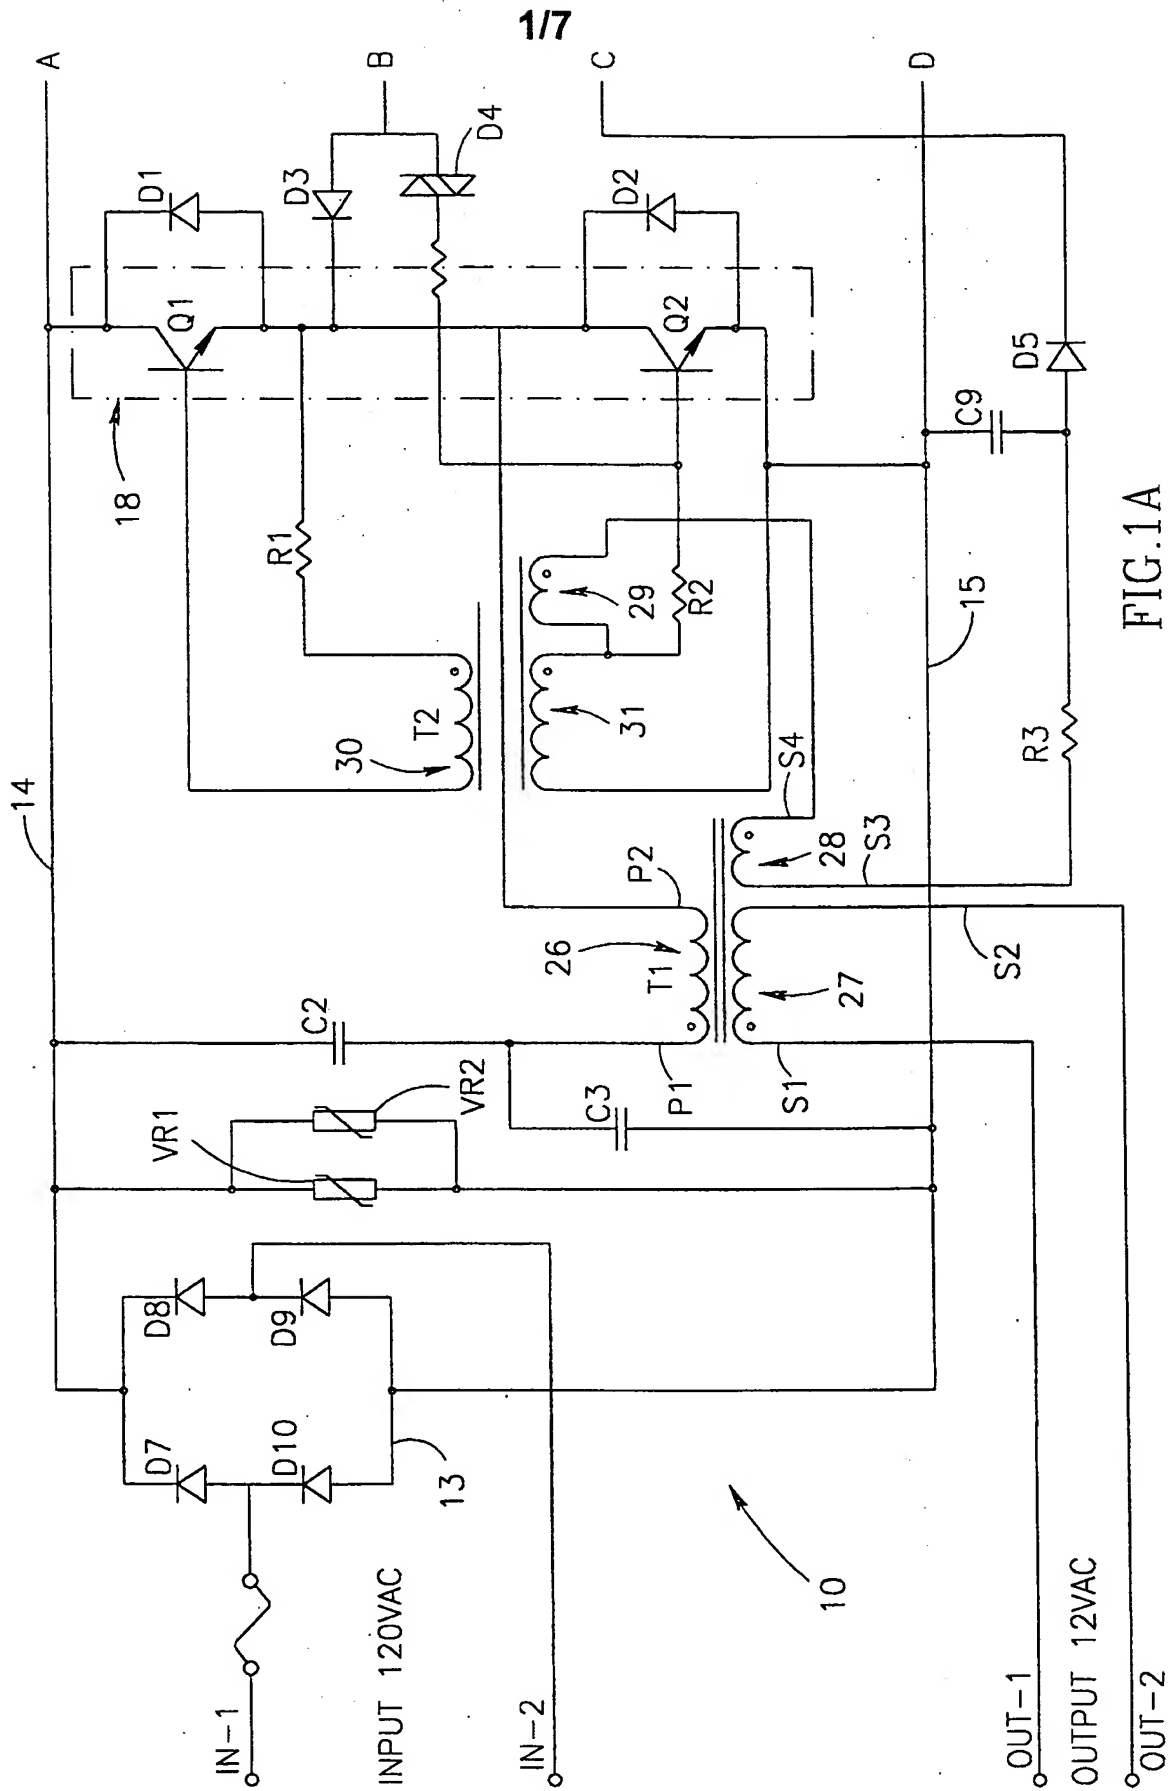 1/7
A
B
C
D
14
18
D1
Q1
D3
D4
D2
Q2
R1
30
T2
29
R2
31
C9
D5
15
S4
28
S3
R3
P2
26
T1
27
S2
C2
C3
P1
S1
VR1
VR2
D8
D9
D7
D10
13
10
IN-1
INPUT 120VAC
IN-2
OUT-1
OUTPUT 12VAC
OUT-2
FIG.1A